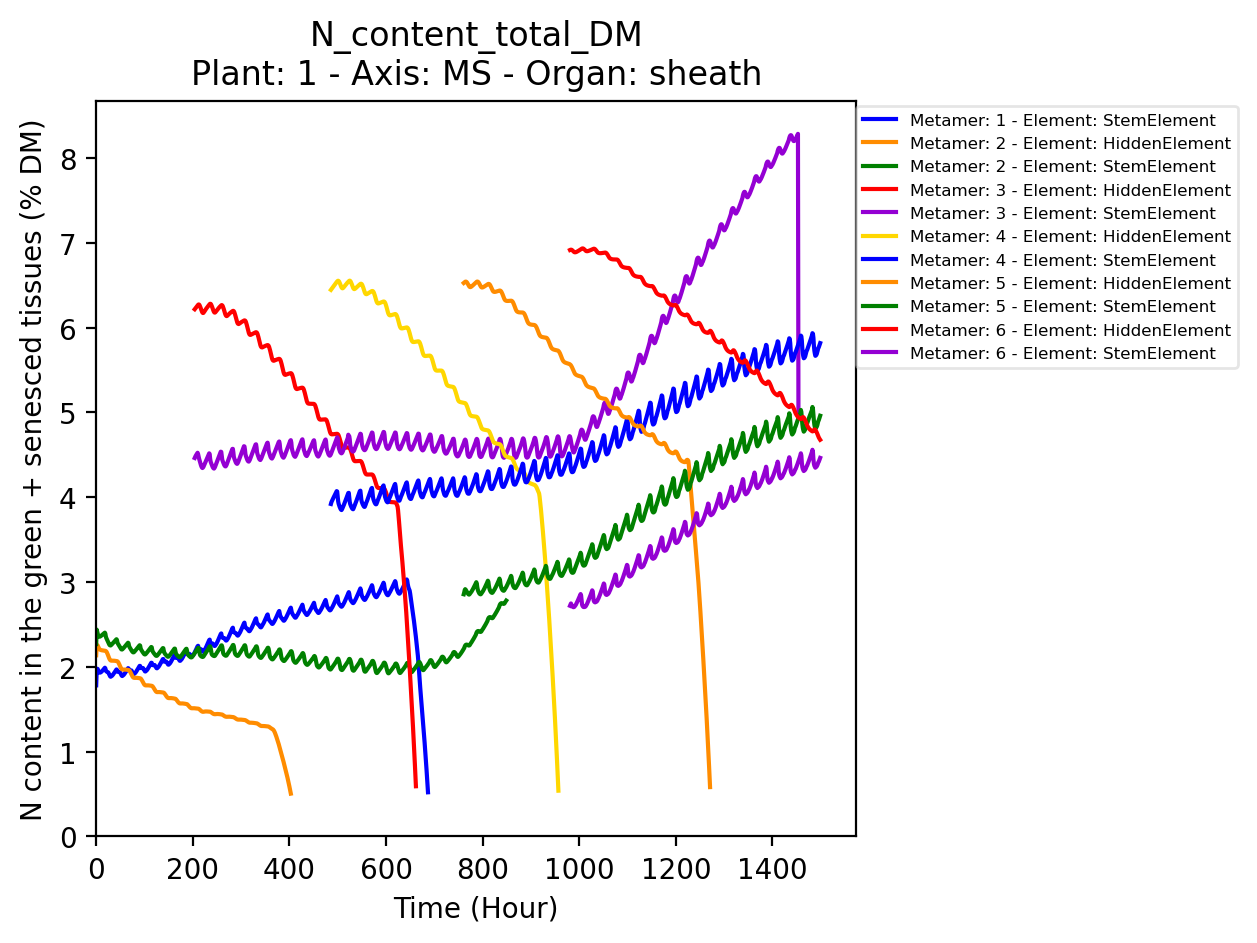 N_content_total_DM
Plant: 1 - Axis: MS - Organ: sheath
N content in the green + senesced tissues (% DM)
8
7
6
5
4
3
2
1
0
0 200 400 600 800 1000 1200 1400
Time (Hour)
Metamer: 1 - Element: StemElement
Metamer: 2 - Element: HiddenElement
Metamer: 2 - Element: StemElement
Metamer: 3 - Element: HiddenElement
Metamer: 3 - Element: StemElement
Metamer: 4 - Element: HiddenElement
Metamer: 4 - Element: StemElement
Metamer: 5 - Element: HiddenElement
Metamer: 5 - Element: StemElement
Metamer: 6 - Element: HiddenElement
Metamer: 6 - Element: StemElement